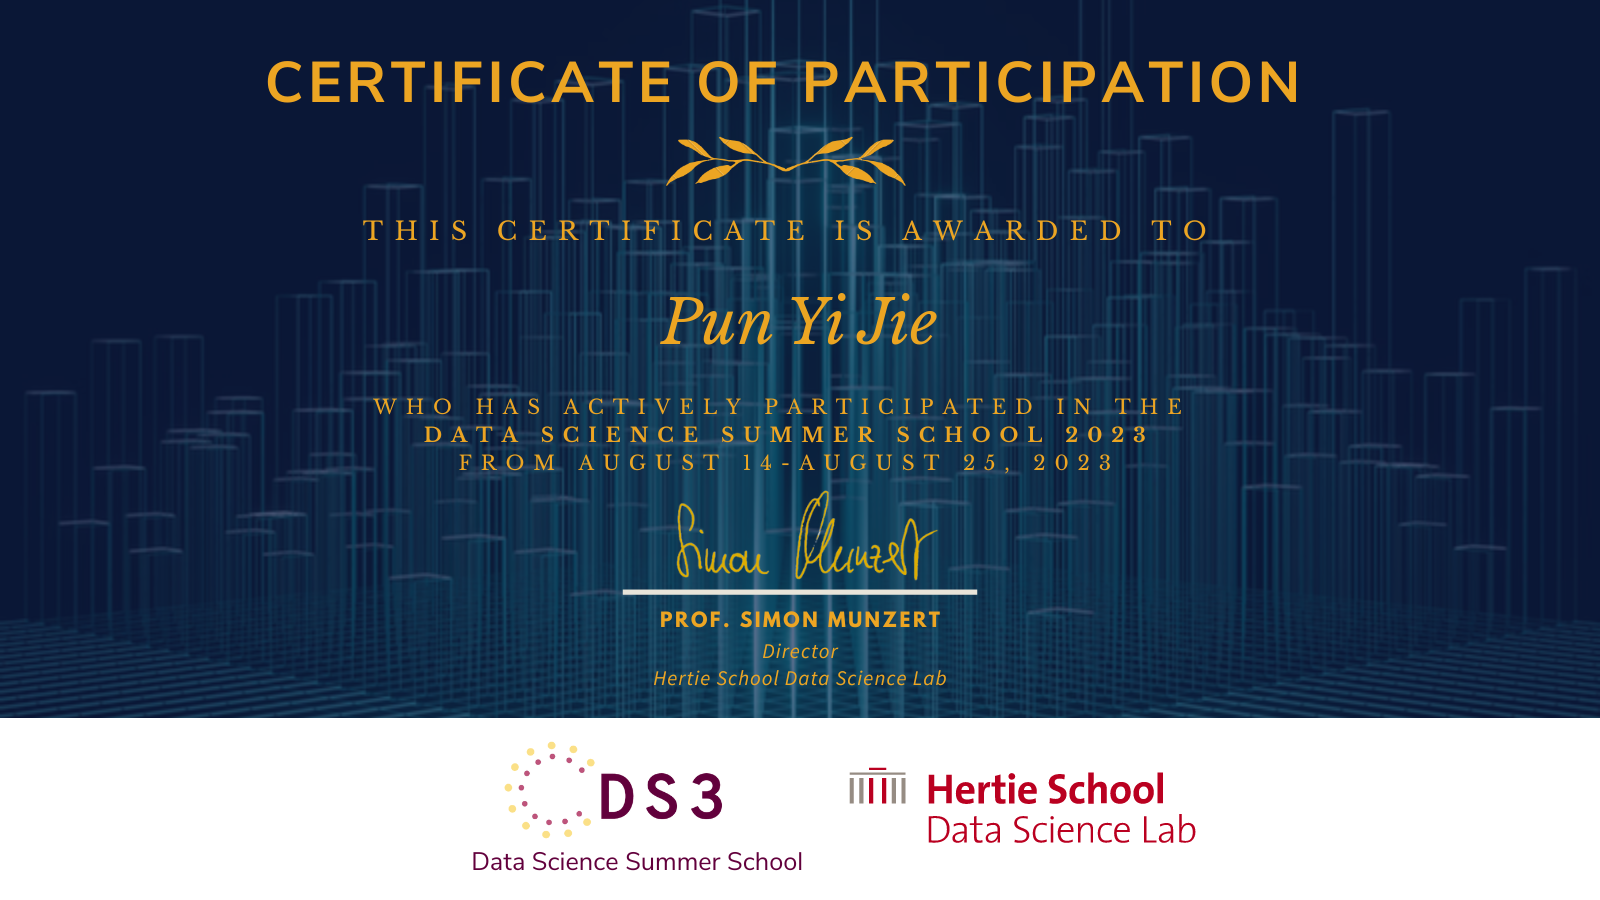 CERTIFICATE OF PARTICIPATION
THIS CERTIFICATE IS AWARDED TO
Pun Yi Jie
WHO HAS ACTIVELY PARTICIPATED IN THE
DATA SCIENCE SUMMER SCHOOL 2023
FROM AUGUST 14-AUGUST 25, 2023
Simon Munzert
PROF. SIMON MUNZERT
Director
Hertie School Data Science Lab
DS3
Data Science Summer School
Hertie School
Data Science Lab